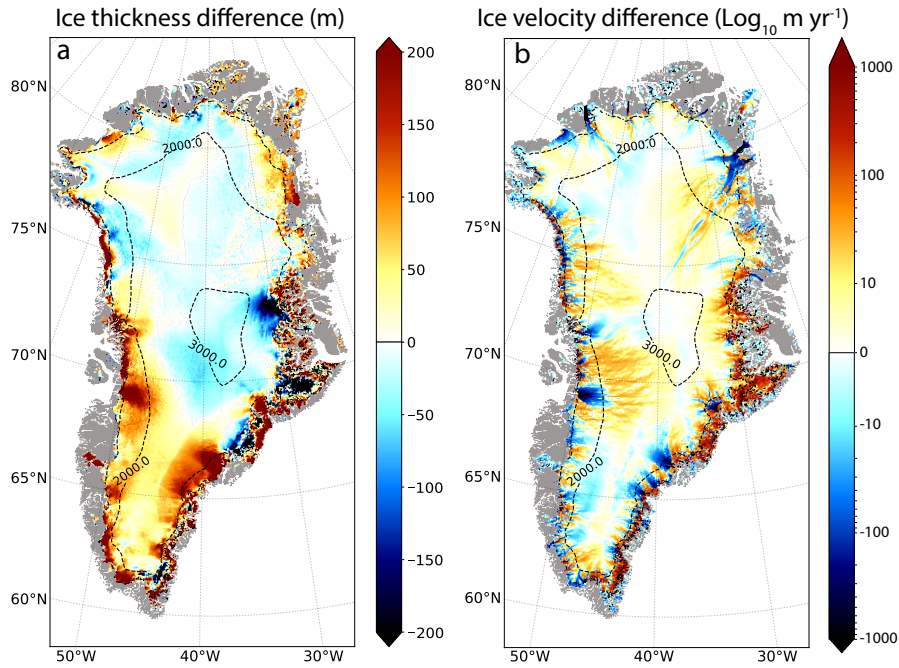 Ice thickness difference (m)
Ice velocity difference (Log₁₀ m yr⁻¹)
a
b
80°N
75°N
70°N
65°N
60°N
50°W
40°W
30°W
2000.0
3000.0
2000.0
200
150
100
50
0
−50
−100
−150
−200
80°N
75°N
70°N
65°N
60°N
50°W
40°W
30°W
2000.0
3000.0
2000.0
1000
100
10
0
-10
-100
-1000